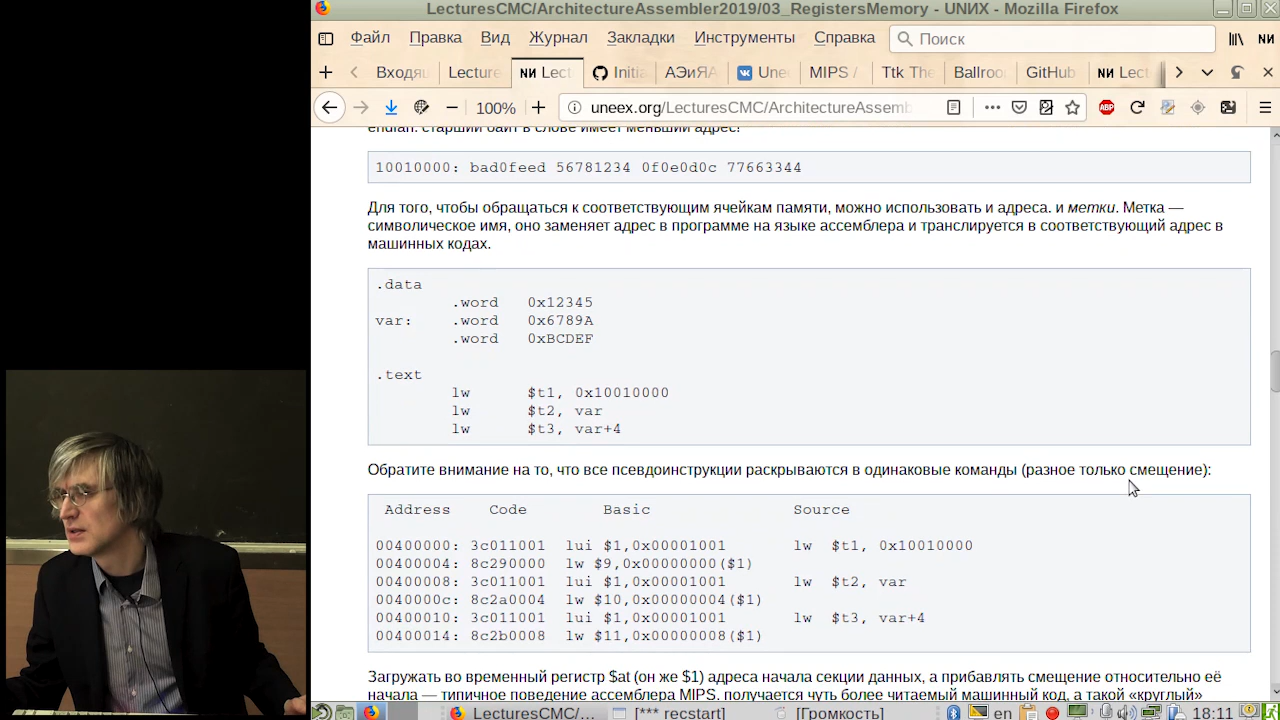 LecturesCMC/ArchitectureAssembler2019/03_RegistersMemory - UNИX - Mozilla Firefox
Файл Правка Вид Журнал Закладки Инструменты Справка Поиск
Входящ Lecture Lect Initia АЭиЯА Une MIPS / Ttk The Ballroo GitHub Lect
100% uneex.org/LecturesCMC/ArchitectureAssemb ABP
endian: старший байт в слове имеет меньший адрес!
10010000: bad0feed 56781234 0f0e0d0c 77663344
Для того, чтобы обращаться к соответствующим ячейкам памяти, можно использовать и адреса. и метки. Метка —
символическое имя, оно заменяет адрес в программе на языке ассемблера и транслируется в соответствующий адрес в
машинных кодах.
.data
.word 0x12345
var: .word 0x6789A
.word 0xBCDEF
.text
lw $t1, 0x10010000
lw $t2, var
lw $t3, var+4
Обратите внимание на то, что все псевдоинструкции раскрываются в одинаковые команды (разное только смещение):
Address Code Basic Source
00400000: 3c011001 lui $1,0x00001001 lw $t1, 0x10010000
00400004: 8c290000 lw $9,0x00000000($1)
00400008: 3c011001 lui $1,0x00001001 lw $t2, var
0040000c: 8c2a0004 lw $10,0x00000004($1)
00400010: 3c011001 lui $1,0x00001001 lw $t3, var+4
00400014: 8c2b0008 lw $11,0x00000008($1)
Загружать во временный регистр $at (он же $1) адреса начала секции данных, а прибавлять смещение относительно её
начала — типичное поведение ассемблера MIPS. получается чуть более читаемый машинный код, а такой «круглый»
LecturesCMC/... [*** recstart] [Громкость] en 18:11